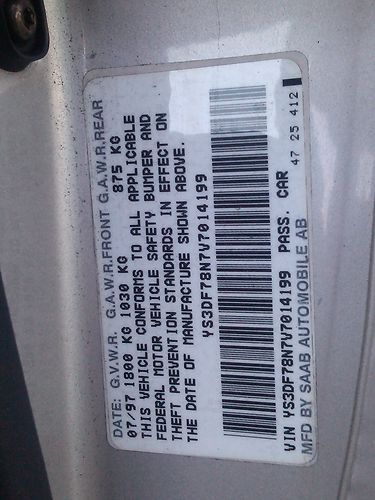 DATE: G.V.W.R. G.A.W.R.FRONT G.A.W.R.REAR
07/97 1800 KG 1030 KG 875 KG
THIS VEHICLE CONFORMS TO ALL APPLICABLE
FEDERAL MOTOR VEHICLE SAFETY BUMPER AND
THEFT PREVENTION STANDARDS IN EFFECT ON
THE DATE OF MANUFACTURE SHOWN ABOVE.
YS3DF78N7V7014199
VIN YS3DF78N7V7014199 PASS. CAR 47 25 412
MFD BY SAAB AUTOMOBILE AB